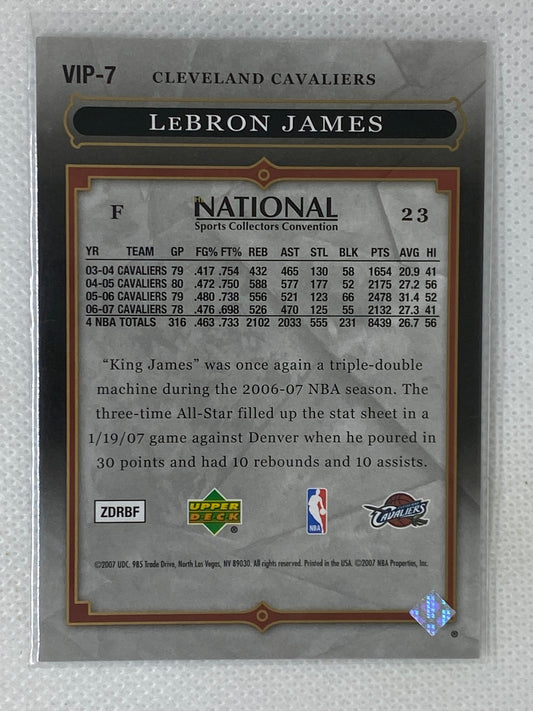 VIP-7 CLEVELAND CAVALIERS
LEBRON JAMES
F NATIONAL 23
Sports Collectors Convention
YR TEAM GP FG% FT% REB AST STL BLK PTS AVG HI
03-04 CAVALIERS 79 .417 .754 432 465 130 58 1654 20.9 41
04-05 CAVALIERS 80 .472 .750 588 577 177 52 2175 27.2 56
05-06 CAVALIERS 79 .480 .738 556 521 123 66 2478 31.4 52
06-07 CAVALIERS 78 .476 .698 526 470 125 55 2132 27.3 41
4 NBA TOTALS 316 .463 .733 2102 2033 555 231 8439 26.7 56
“King James” was once again a triple-double
machine during the 2006-07 NBA season. The
three-time All-Star filled up the stat sheet in a
1/19/07 game against Denver when he poured in
30 points and had 10 rebounds and 10 assists.
ZDRBF UPPER DECK ® NBA CAVALIERS
©2007 UDC. 985 Trade Drive, North Las Vegas, NV 89030. All rights reserved. Printed in the USA. ©2007 NBA Properties, Inc.
UPPER DECK ®